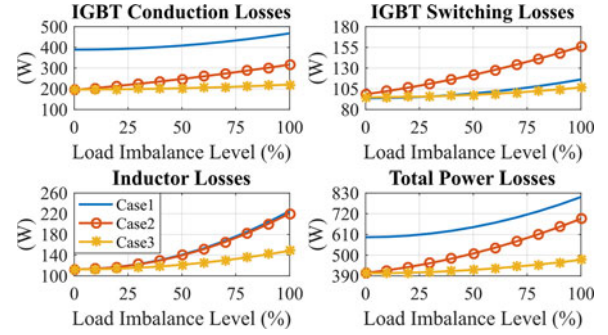 IGBT Conduction Losses
500
400
300
200
100
(W)
0 25 50 75 100
Load Imbalance Level (%)
IGBT Switching Losses
180
155
130
105
80
(W)
0 25 50 75 100
Load Imbalance Level (%)
Inductor Losses
260
220
180
140
100
(W)
Case1
Case2
Case3
0 25 50 75 100
Load Imbalance Level (%)
Total Power Losses
830
720
610
500
390
(W)
0 25 50 75 100
Load Imbalance Level (%)